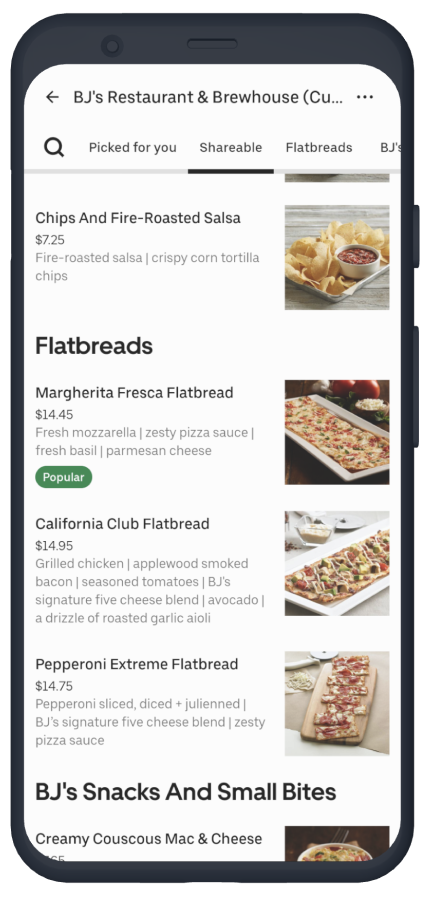 BJ's Restaurant & Brewhouse (Cu...
Picked for you
Shareable
Flatbreads
Chips And Fire-Roasted Salsa
$7.25
Fire-roasted salsa | crispy corn tortilla
chips
Flatbreads
Margherita Fresca Flatbread
$14.45
Fresh mozzarella | zesty pizza sauce |
fresh basil | parmesan cheese
Popular
California Club Flatbread
$14.95
Grilled chicken | applewood smoked
bacon | seasoned tomatoes | BJ's
signature five cheese blend | avocado |
a drizzle of roasted garlic aioli
Pepperoni Extreme Flatbread
$14.75
Pepperoni sliced, diced + julienned |
BJ's signature five cheese blend | zesty
pizza sauce
BJ's Snacks And Small Bites
Creamy Couscous Mac & Cheese